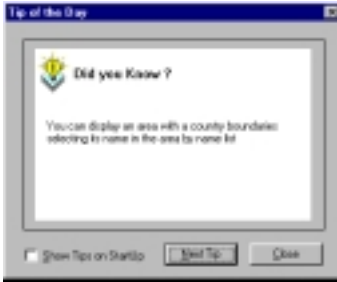 Tip of the Day
Did you Know ?
You can display an area with a county boundaries
selecting its name in the area by name list
Show Tips on StartUp
Next Tip
Close